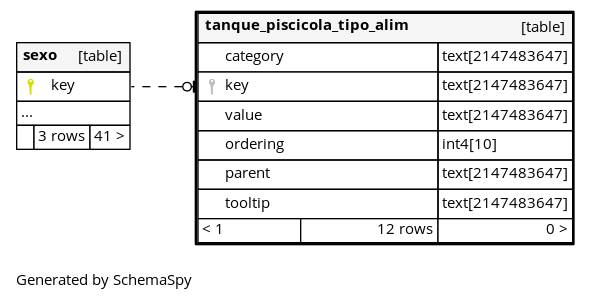 sexo [table]
key
...
3 rows 41 >
tanque_piscicola_tipo_alim [table]
category text[2147483647]
key text[2147483647]
value text[2147483647]
ordering int4[10]
parent text[2147483647]
tooltip text[2147483647]
< 1 12 rows 0 >
Generated by SchemaSpy